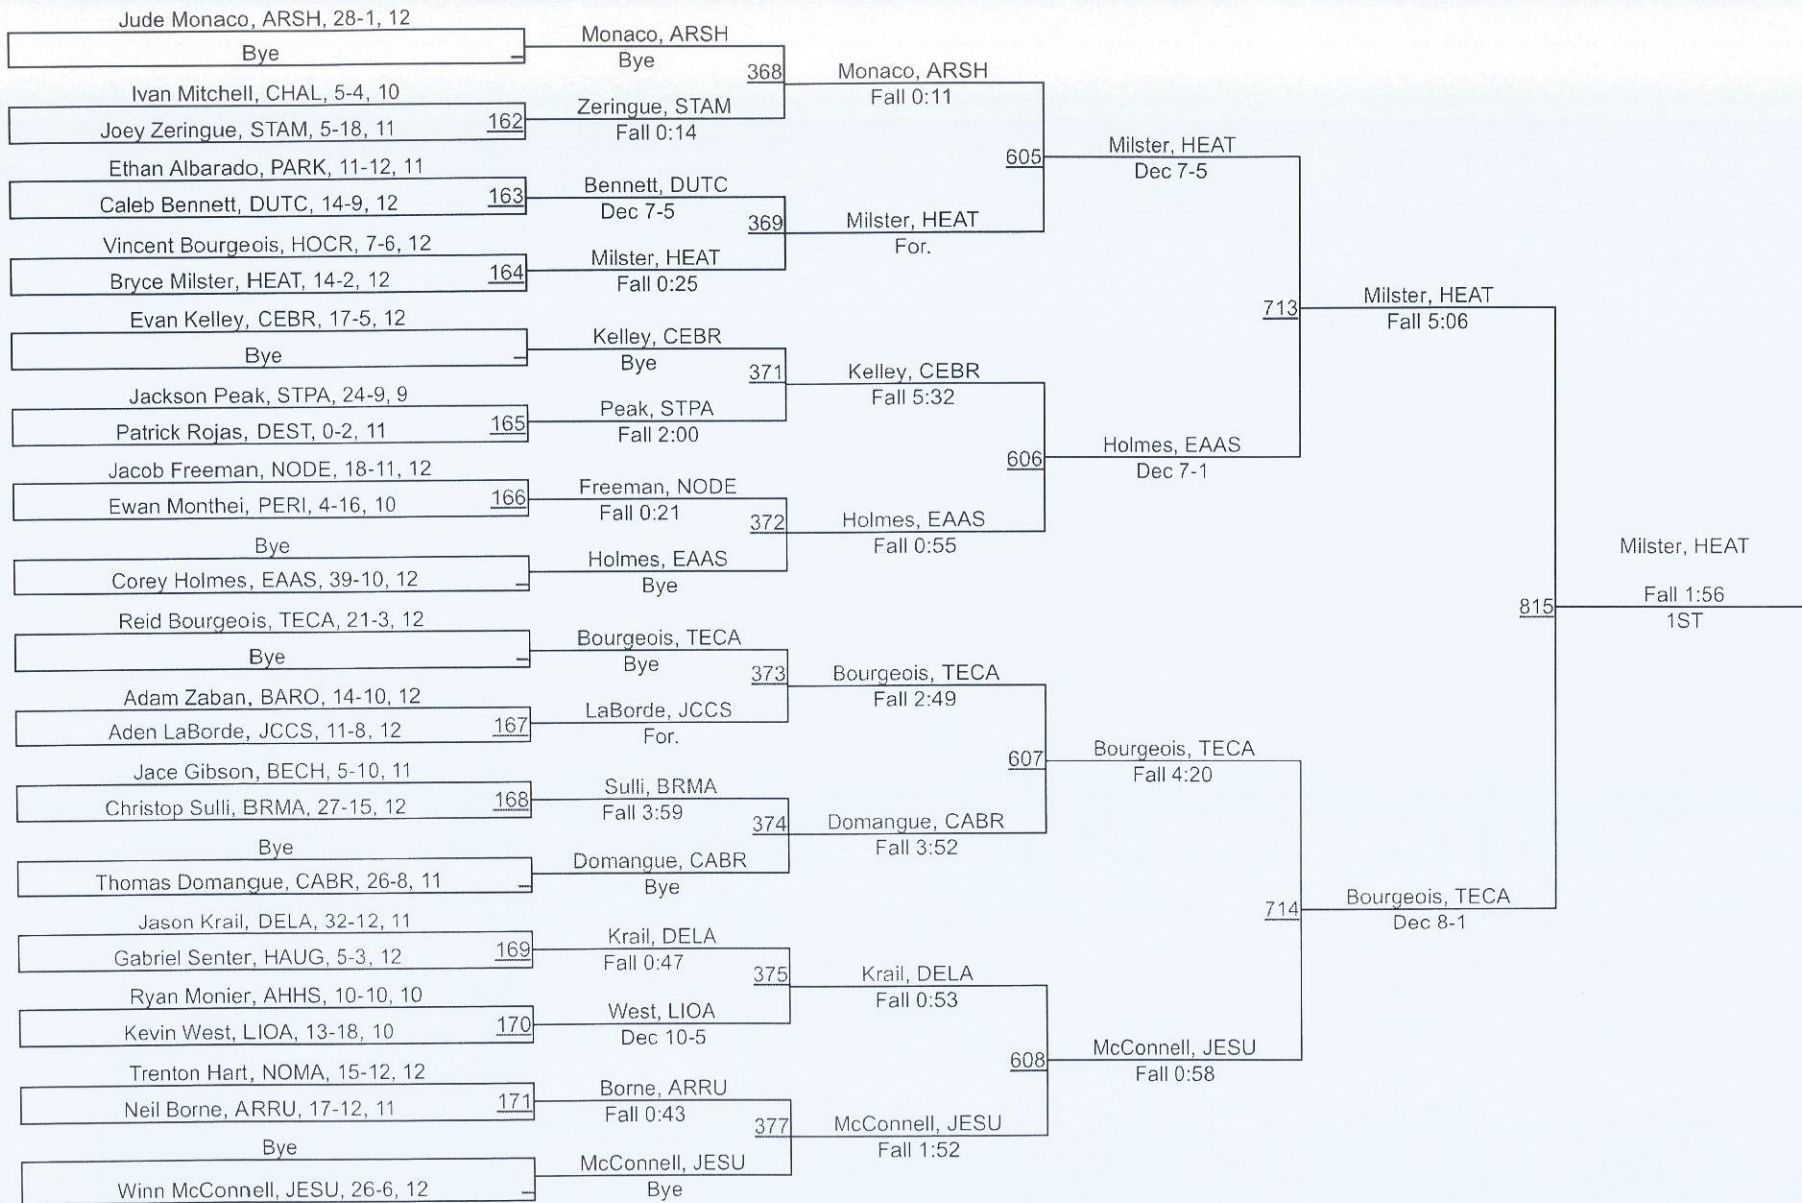 Jude Monaco, ARSH, 28-1, 12
Bye
Ivan Mitchell, CHAL, 5-4, 10
Joey Zeringue, STAM, 5-18, 11
162
Ethan Albarado, PARK, 11-12, 11
Caleb Bennett, DUTC, 14-9, 12
163
Vincent Bourgeois, HOCR, 7-6, 12
Bryce Milster, HEAT, 14-2, 12
164
Evan Kelley, CEBR, 17-5, 12
Bye
Jackson Peak, STPA, 24-9, 9
Patrick Rojas, DEST, 0-2, 11
165
Jacob Freeman, NODE, 18-11, 12
Ewan Monthei, PERI, 4-16, 10
166
Bye
Corey Holmes, EAAS, 39-10, 12
Reid Bourgeois, TECA, 21-3, 12
Bye
Adam Zaban, BARO, 14-10, 12
Aden LaBorde, JCCS, 11-8, 12
167
Jace Gibson, BECH, 5-10, 11
Christop Sulli, BRMA, 27-15, 12
168
Bye
Thomas Domangue, CABR, 26-8, 11
Jason Krail, DELA, 32-12, 11
Gabriel Senter, HAUG, 5-3, 12
169
Ryan Monier, AHHS, 10-10, 10
Kevin West, LIOA, 13-18, 10
170
Trenton Hart, NOMA, 15-12, 12
Neil Borne, ARRU, 17-12, 11
171
Bye
Winn McConnell, JESU, 26-6, 12
Monaco, ARSH
Bye
368
Zeringue, STAM
Fall 0:14
Bennett, DUTC
Dec 7-5
369
Milster, HEAT
Fall 0:25
Kelley, CEBR
Bye
371
Peak, STPA
Fall 2:00
Freeman, NODE
Fall 0:21
372
Holmes, EAAS
Bye
Bourgeois, TECA
Bye
373
LaBorde, JCCS
For.
Sulli, BRMA
Fall 3:59
374
Domangue, CABR
Bye
Krail, DELA
Fall 0:47
375
West, LIOA
Dec 10-5
Borne, ARRU
Fall 0:43
377
McConnell, JESU
Bye
Monaco, ARSH
Fall 0:11
605
Milster, HEAT
For.
Kelley, CEBR
Fall 5:32
606
Holmes, EAAS
Fall 0:55
Bourgeois, TECA
Fall 2:49
607
Domangue, CABR
Fall 3:52
Krail, DELA
Fall 0:53
608
McConnell, JESU
Fall 1:52
Milster, HEAT
Dec 7-5
713
Holmes, EAAS
Dec 7-1
Bourgeois, TECA
Fall 4:20
714
McConnell, JESU
Fall 0:58
Milster, HEAT
Fall 5:06
815
Bourgeois, TECA
Dec 8-1
Milster, HEAT
Fall 1:56
1ST